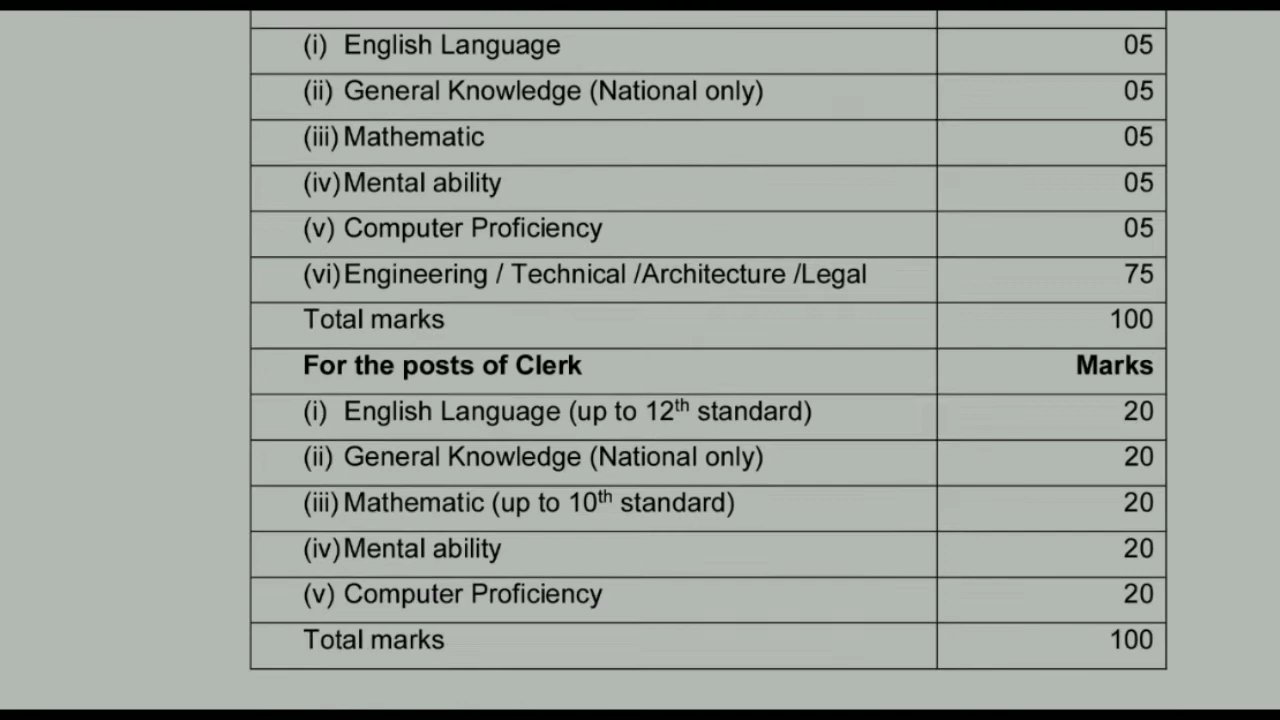 (i) English Language 05
(ii) General Knowledge (National only) 05
(iii) Mathematic 05
(iv) Mental ability 05
(v) Computer Proficiency 05
(vi) Engineering / Technical /Architecture /Legal 75
Total marks 100
For the posts of Clerk Marks
(i) English Language (up to 12th standard) 20
(ii) General Knowledge (National only) 20
(iii) Mathematic (up to 10th standard) 20
(iv) Mental ability 20
(v) Computer Proficiency 20
Total marks 100